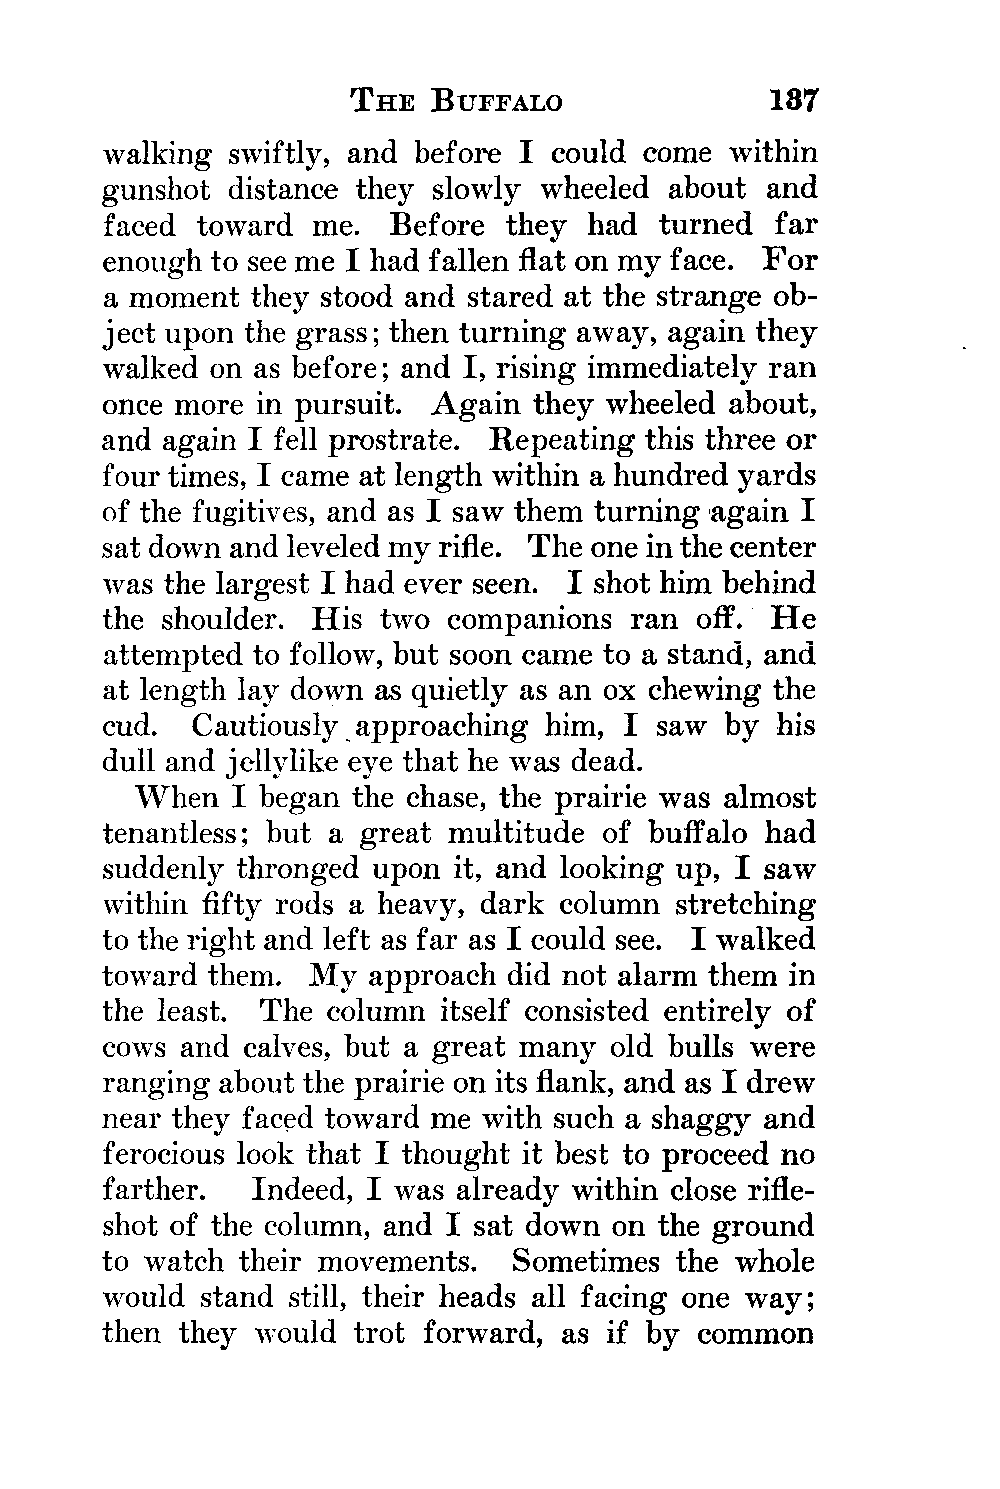 THE BUFFALO 137
walking swiftly, and before I could come within
gunshot distance they slowly wheeled about and
faced toward me. Before they had turned far
enough to see me I had fallen flat on my face. For
a moment they stood and stared at the strange ob-
ject upon the grass; then turning away, again they
walked on as before; and I, rising immediately ran
once more in pursuit. Again they wheeled about,
and again I fell prostrate. Repeating this three or
four times, I came at length within a hundred yards
of the fugitives, and as I saw them turning again I
sat down and leveled my rifle. The one in the center
was the largest I had ever seen. I shot him behind
the shoulder. His two companions ran off. He
attempted to follow, but soon came to a stand, and
at length lay down as quietly as an ox chewing the
cud. Cautiously approaching him, I saw by his
dull and jellylike eye that he was dead.
When I began the chase, the prairie was almost
tenantless; but a great multitude of buffalo had
suddenly thronged upon it, and looking up, I saw
within fifty rods a heavy, dark column stretching
to the right and left as far as I could see. I walked
toward them. My approach did not alarm them in
the least. The column itself consisted entirely of
cows and calves, but a great many old bulls were
ranging about the prairie on its flank, and as I drew
near they faced toward me with such a shaggy and
ferocious look that I thought it best to proceed no
farther. Indeed, I was already within close rifle-
shot of the column, and I sat down on the ground
to watch their movements. Sometimes the whole
would stand still, their heads all facing one way;
then they would trot forward, as if by common